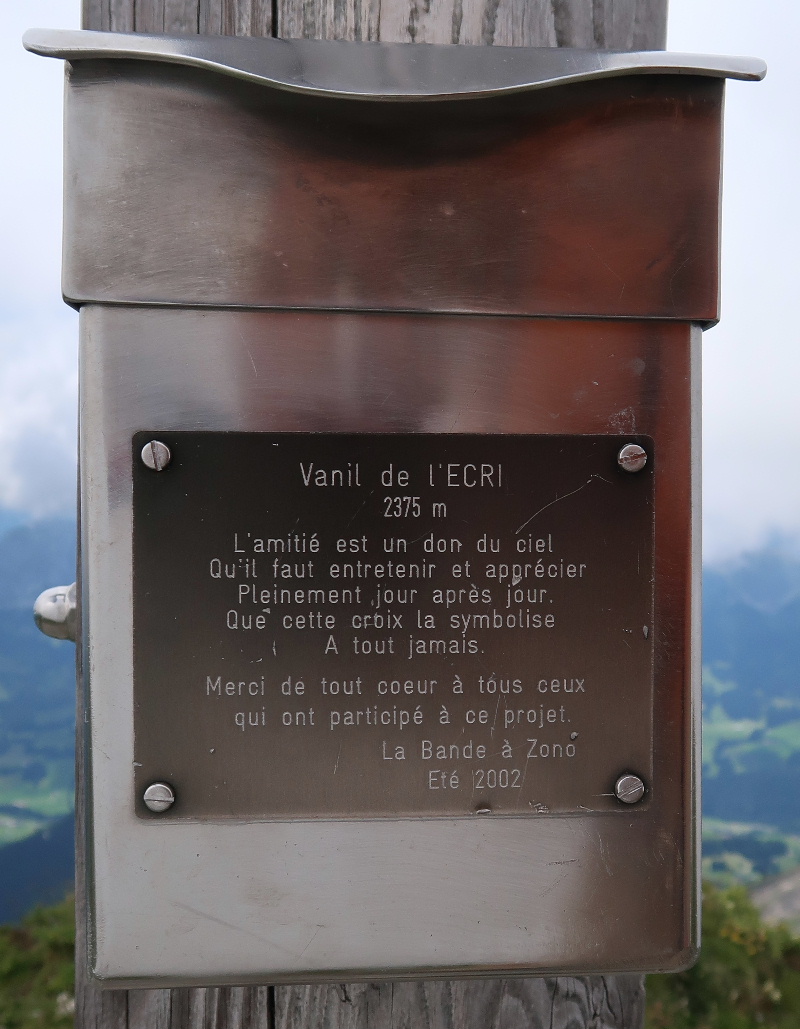 Vanil de l'ECRI
2375 m
L'amitié est un don du ciel
Qu'il faut entretenir et apprécier
Pleinement jour après jour.
Que cette croix la symbolise
A tout jamais.
Merci de tout coeur à tous ceux
qui ont participé à ce projet.
La Bande à Zono
Eté 2002